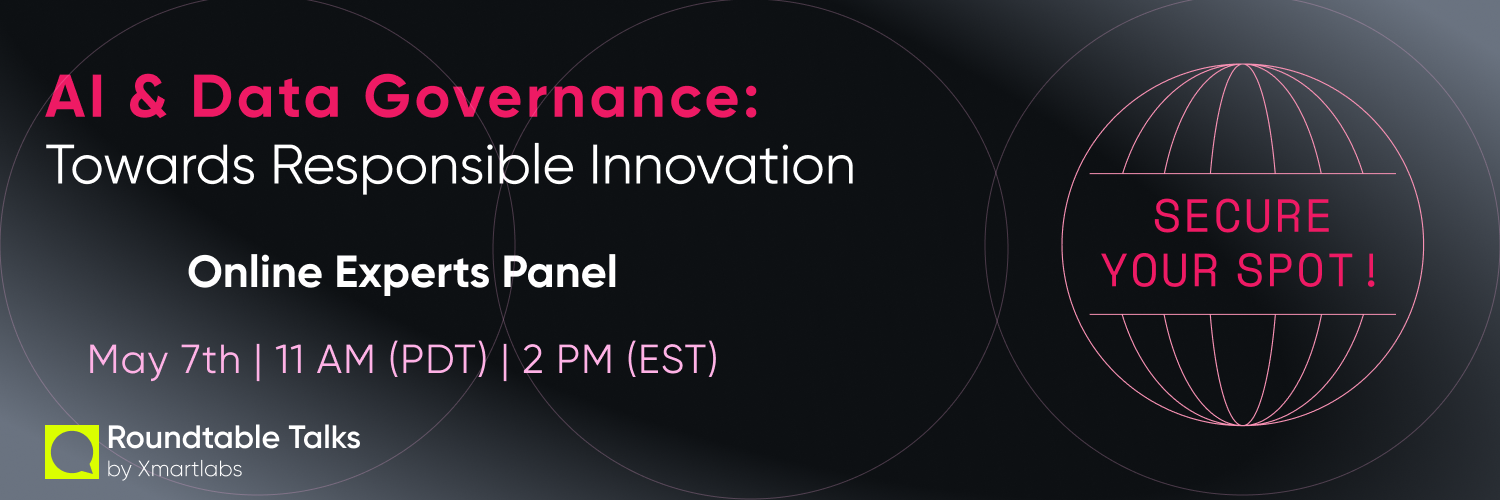 AI & Data Governance:
Towards Responsible Innovation
Online Experts Panel
May 7th | 11 AM (PDT) | 2 PM (EST)
Roundtable Talks
by Xmartlabs
SECURE
YOUR SPOT !